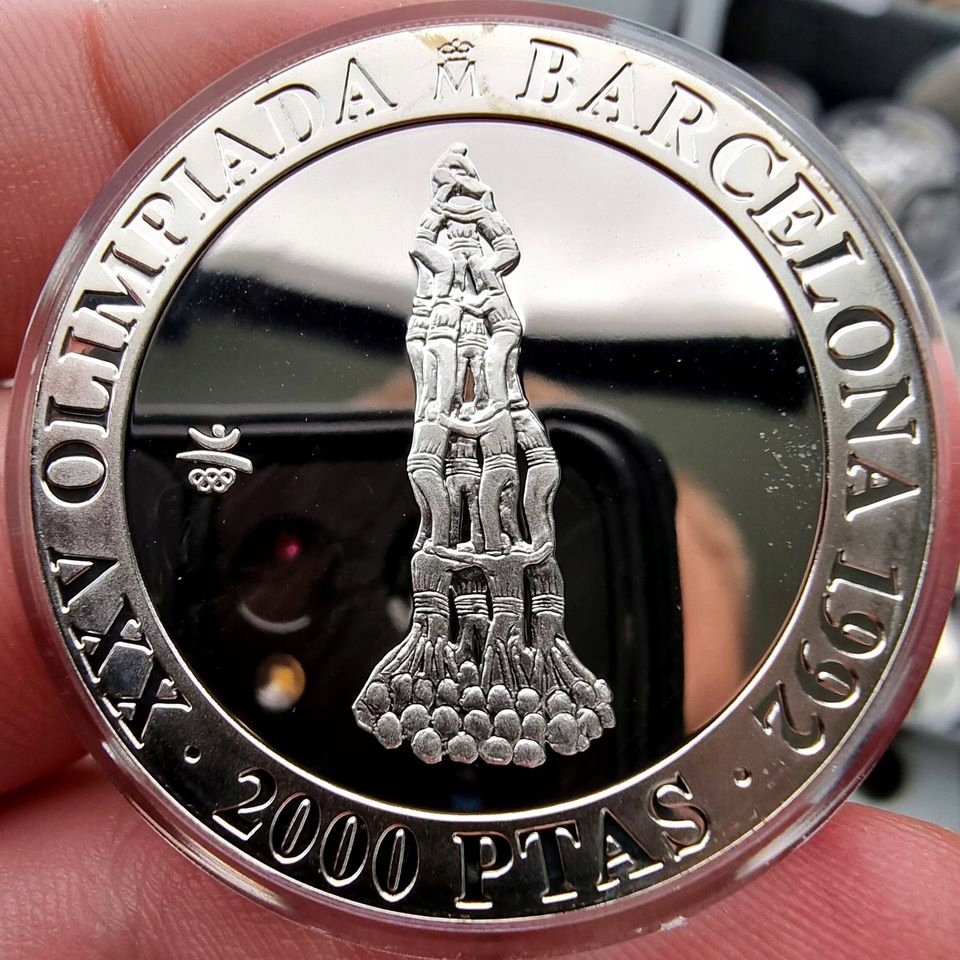 XXV OLIMPIADA M BARCELONA 1992
· 2000 PTAS ·